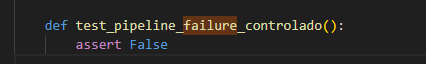 def test_pipeline_failure_controlado():
assert False